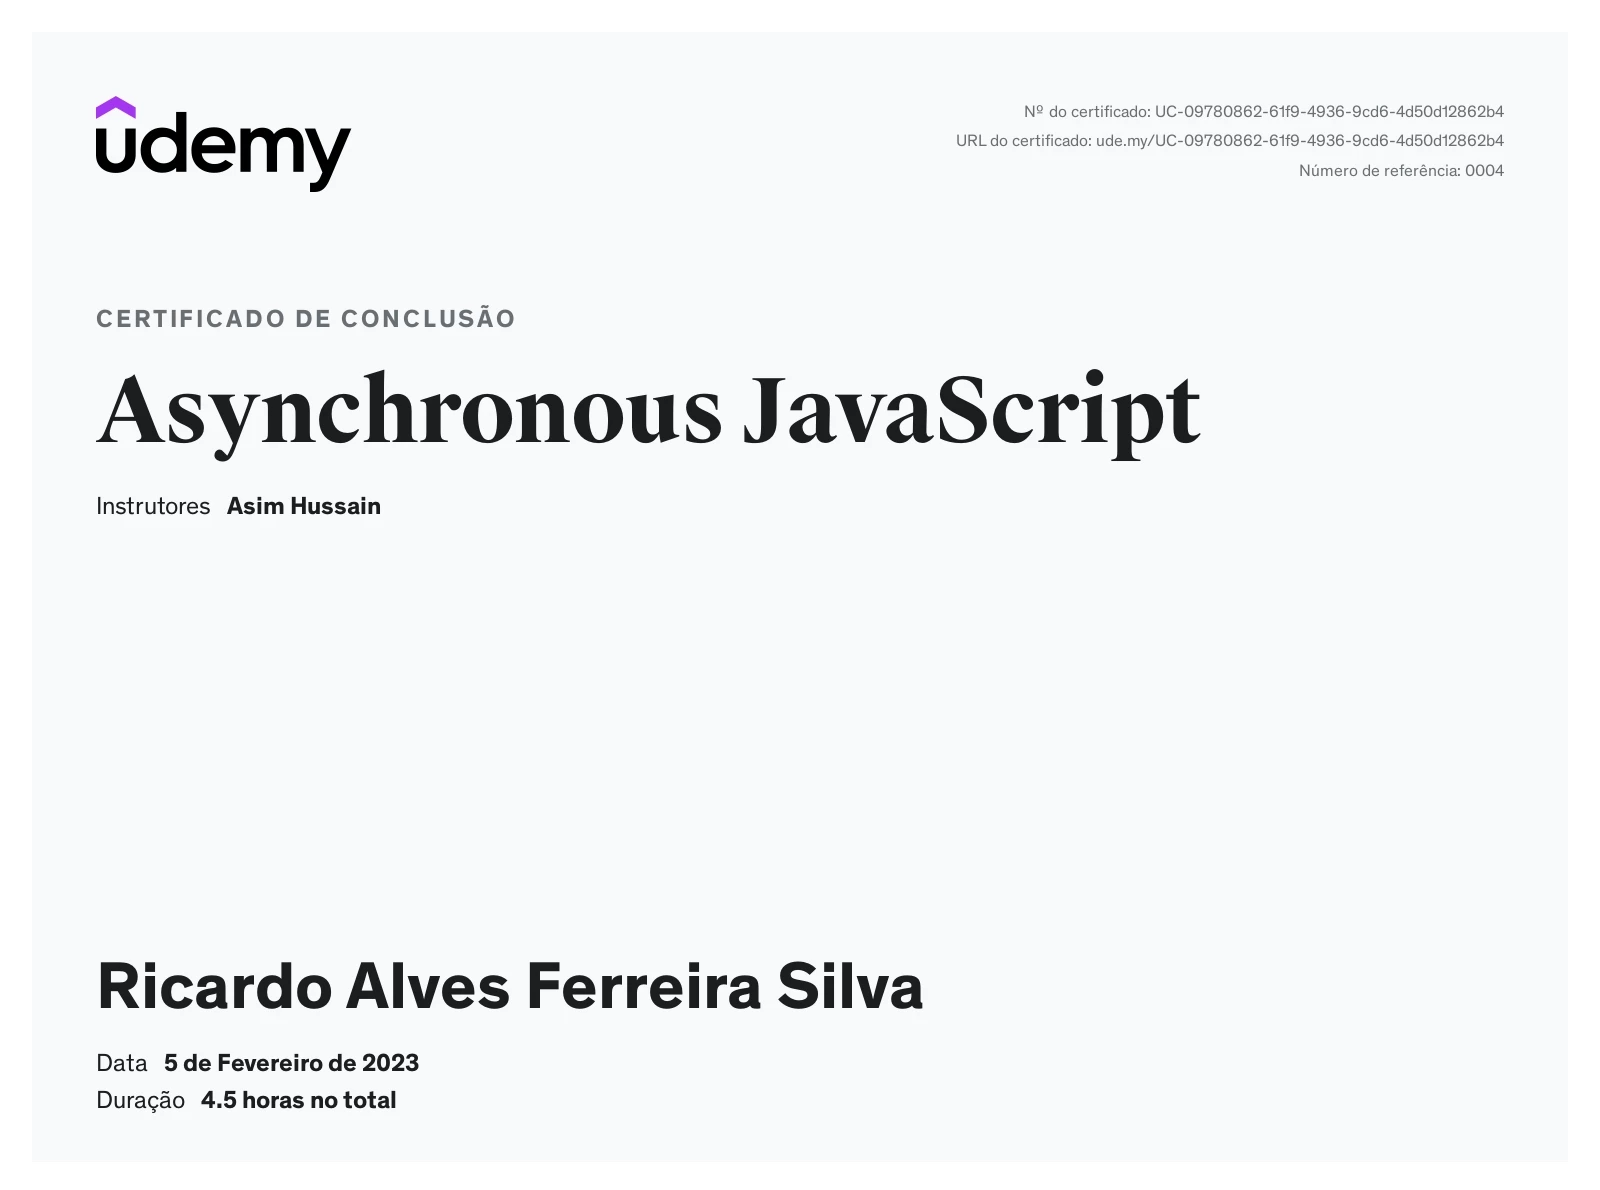 udemy
Nº do certificado: UC-09780862-61f9-4936-9cd6-4d50d12862b4
URL do certificado: ude.my/UC-09780862-61f9-4936-9cd6-4d50d12862b4
Número de referência: 0004
CERTIFICADO DE CONCLUSÃO
Asynchronous JavaScript
Instrutores Asim Hussain
Ricardo Alves Ferreira Silva
Data 5 de Fevereiro de 2023
Duração 4.5 horas no total